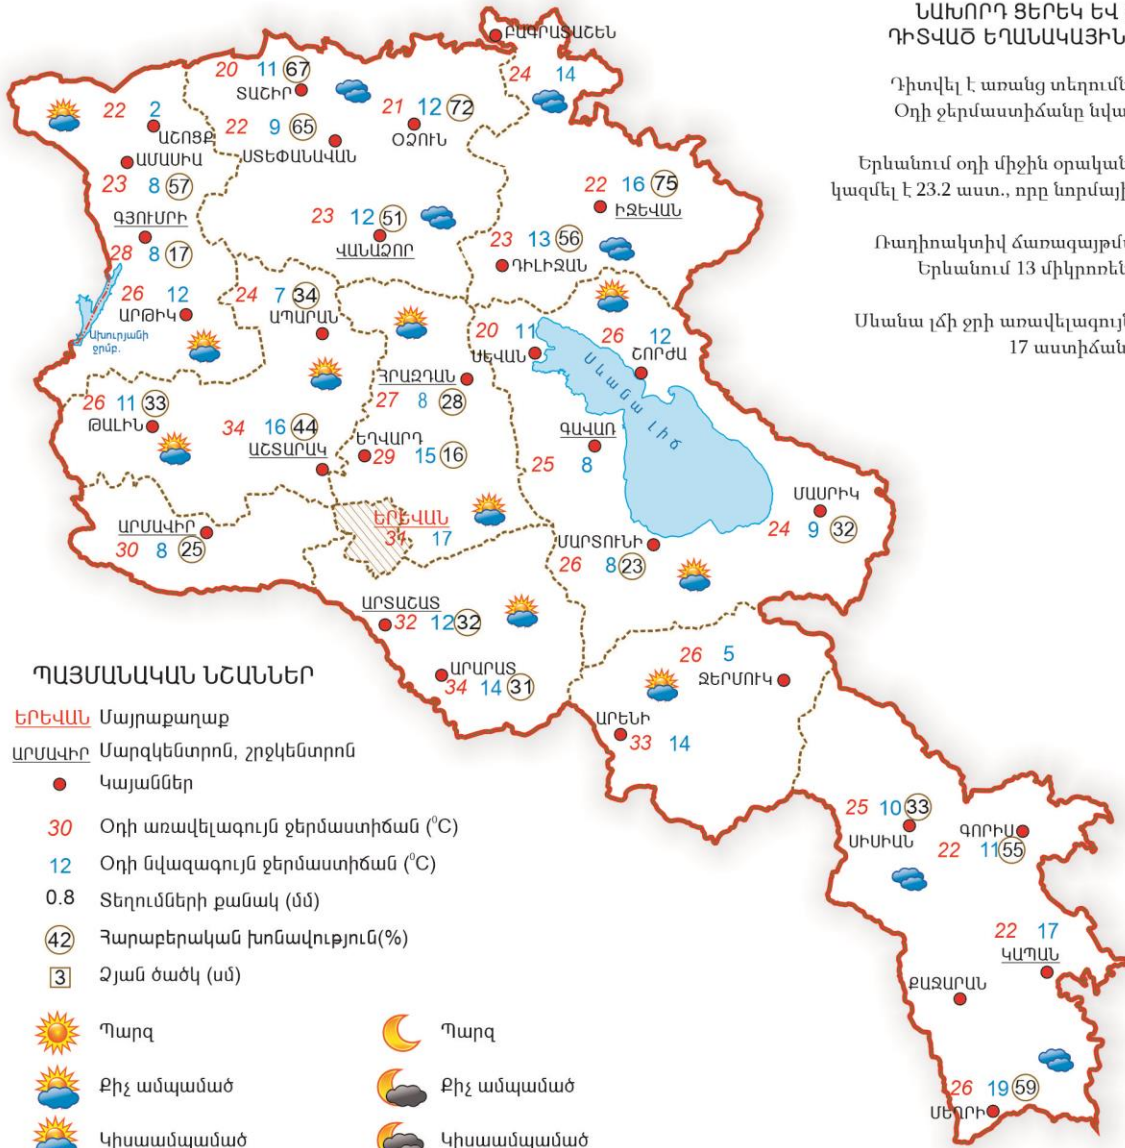 ՆԱԽՈՐԴ ՑԵՐԵԿ ԵՎ
ԴԻՏՎԱԾ ԵՂԱՆԱԿԱՅԻՆ
Դիտվել է առանց տեղումն
Օդի ջերմաստիճանը նվա
Երևանում օդի միջին օրական
կազմել է 23.2 աստ., որը նորմայի
Ռադիոակտիվ ճառագայթմ
Երևանում 13 միկրոռեն
Սևանա լճի ջրի առավելագույն
17 աստիճան
ԲԱԳՐԱՏԱՇԵՆ
24 14
20 11 67
ՏԱՇԻՐ
22 2
ԱՇՈՑՔ
21 12 72
ՕՁՈՒՆ
22 9 65
ՍՏԵՓԱՆԱՎԱՆ
ԱՄԱՍԻԱ
23 8 57
22 16 75
ԻՋԵՎԱՆ
ԳՅՈՒՄՐԻ
28 8 17
23 12 51
ՎԱՆԱՁՈՐ
23 13 56
ԴԻԼԻՋԱՆ
26 12
ԱՐԹԻԿ
24 7 34
ԱՊԱՐԱՆ
Ախուրյանի
ջրմբ.
20 11
ՍԵՎԱՆ
26 12
ՇՈՐԺԱ
Սևանա լիճ
ՀՐԱԶԴԱՆ
27 8 28
26 11 33
ԹԱԼԻՆ
34 16 44
ԱՇՏԱՐԱԿ
ԵՂՎԱՐԴ
29 15 16
ԳԱՎԱՌ
25 8
ՄԱՍՐԻԿ
24 9 32
ԱՐՄԱՎԻՐ
30 8 25
ԵՐԵՎԱՆ
31 17
ՄԱՐՏՈՒՆԻ
26 8 23
ԱՐՏԱՇԱՏ
32 12 32
ԱՐԱՐԱՏ
34 14 31
26 5
ՋԵՐՄՈՒԿ
ԱՐԵՆԻ
33 14
25 10 33
ՍԻՍԻԱՆ
ԳՈՐԻՍ
22 11 55
22 17
ԿԱՊԱՆ
ՔԱՋԱՐԱՆ
26 19 59
ՄԵՂՐԻ
ՊԱՅՄԱՆԱԿԱՆ ՆՇԱՆՆԵՐ
ԵՐԵՎԱՆ Մայրաքաղաք
ԱՐՄԱՎԻՐ Մարզկենտրոն, շրջկենտրոն
Կայաններ
30 Օդի առավելագույն ջերմաստիճան (⁰C)
12 Օդի նվազագույն ջերմաստիճան (⁰C)
0.8 Տեղումների քանակ (մմ)
42 Հարաբերական խոնավություն(%)
3 Ձյան ծածկ (սմ)
Պարզ Պարզ
Քիչ ամպամած Քիչ ամպամած
Կիսաամպամած Կիսաամպամած